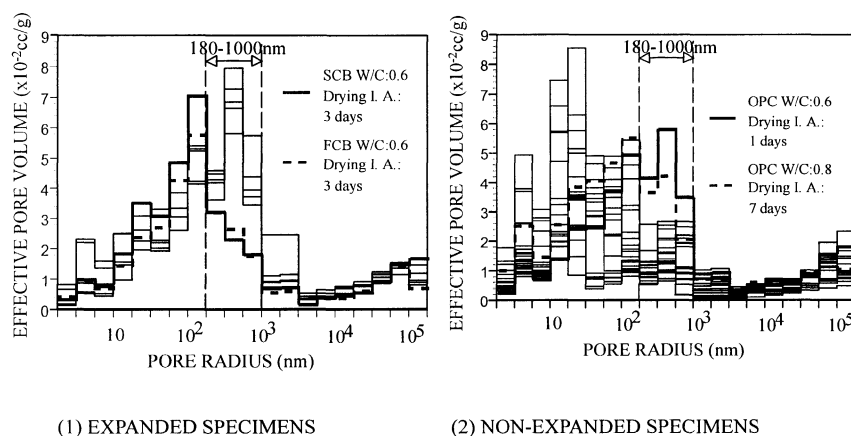 EFFECTIVE PORE VOLUME (x10-2cc/g)
9
8
7
6
5
4
3
2
1
0
180-1000nm
SCB W/C:0.6
Drying I. A.:
3 days
FCB W/C:0.6
Drying I. A.:
3 days
10
10²
10³
10⁴
10⁵
PORE RADIUS (nm)
(1) EXPANDED SPECIMENS
EFFECTIVE PORE VOLUME (x10-2cc/g)
9
8
7
6
5
4
3
2
1
0
180-1000nm
OPC W/C:0.6
Drying I. A.:
1 days
OPC W/C:0.8
Drying I. A.:
7 days
10
10²
10³
10⁴
10⁵
PORE RADIUS (nm)
(2) NON-EXPANDED SPECIMENS